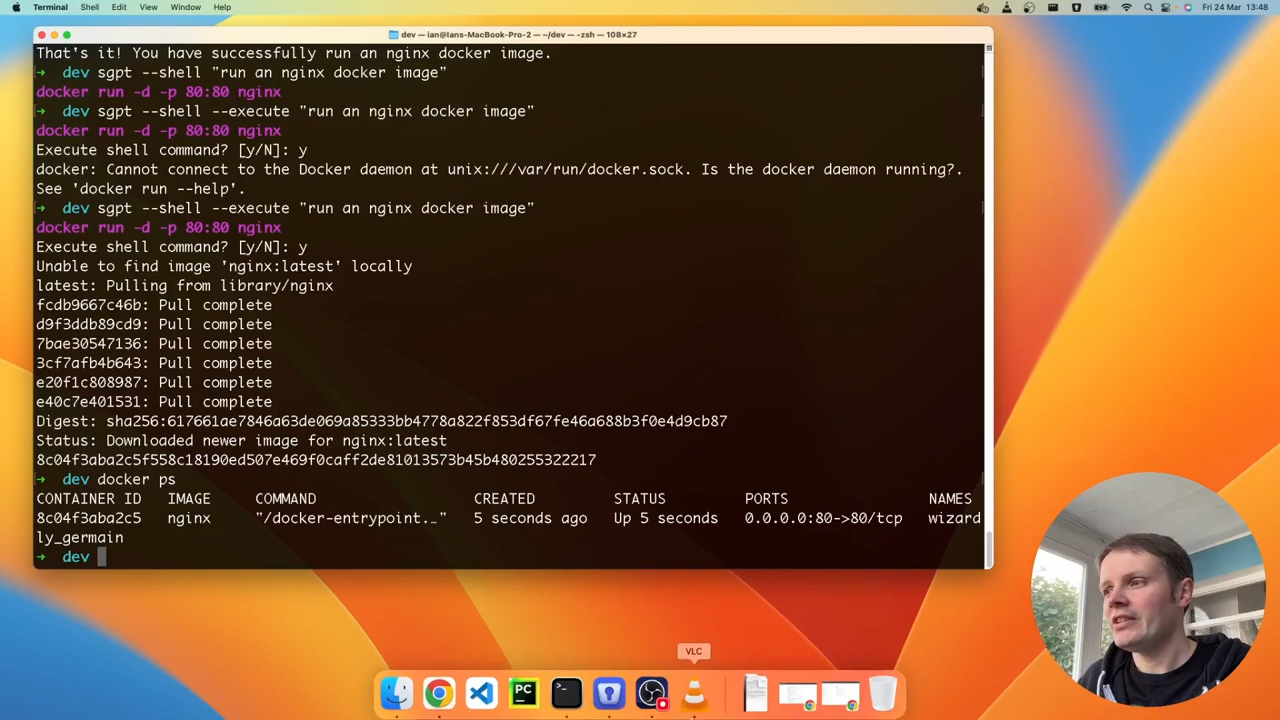 Terminal Shell Edit View Window Help Fri 24 Mar 13:48
dev — ian@Ians-MacBook-Pro-2 — ~/dev — -zsh — 108×27
That's it! You have successfully run an nginx docker image.
→ dev sgpt --shell "run an nginx docker image"
docker run -d -p 80:80 nginx
→ dev sgpt --shell --execute "run an nginx docker image"
docker run -d -p 80:80 nginx
Execute shell command? [y/N]: y
docker: Cannot connect to the Docker daemon at unix:///var/run/docker.sock. Is the docker daemon running?.
See 'docker run --help'.
→ dev sgpt --shell --execute "run an nginx docker image"
docker run -d -p 80:80 nginx
Execute shell command? [y/N]: y
Unable to find image 'nginx:latest' locally
latest: Pulling from library/nginx
fcdb9667c46b: Pull complete
d9f3ddb89cd9: Pull complete
7bae30547136: Pull complete
3cf7afb4b643: Pull complete
e20f1c808987: Pull complete
e40c7e401531: Pull complete
Digest: sha256:617661ae7846a63de069a85333bb4778a822f853df67fe46a688b3f0e4d9cb87
Status: Downloaded newer image for nginx:latest
8c04f3aba2c5f558c18190ed507e469f0caff2de81013573b45b480255322217
→ dev docker ps
CONTAINER ID IMAGE COMMAND CREATED STATUS PORTS NAMES
8c04f3aba2c5 nginx "/docker-entrypoint.…" 5 seconds ago Up 5 seconds 0.0.0.0:80->80/tcp wizard
ly_germain
→ dev
VLC
PC